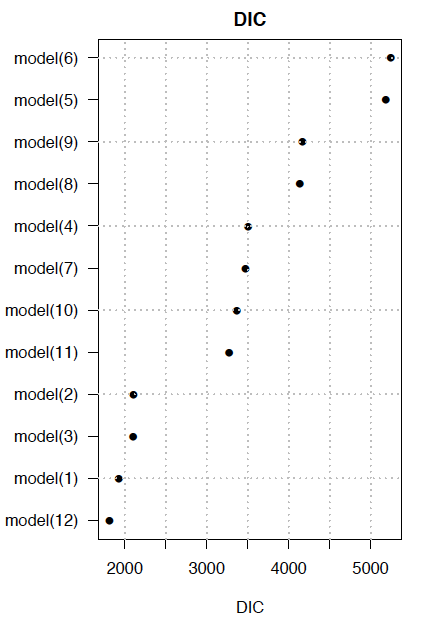 DIC
model(6)
model(5)
model(9)
model(8)
model(4)
model(7)
model(10)
model(11)
model(2)
model(3)
model(1)
model(12)
2000 3000 4000 5000
DIC